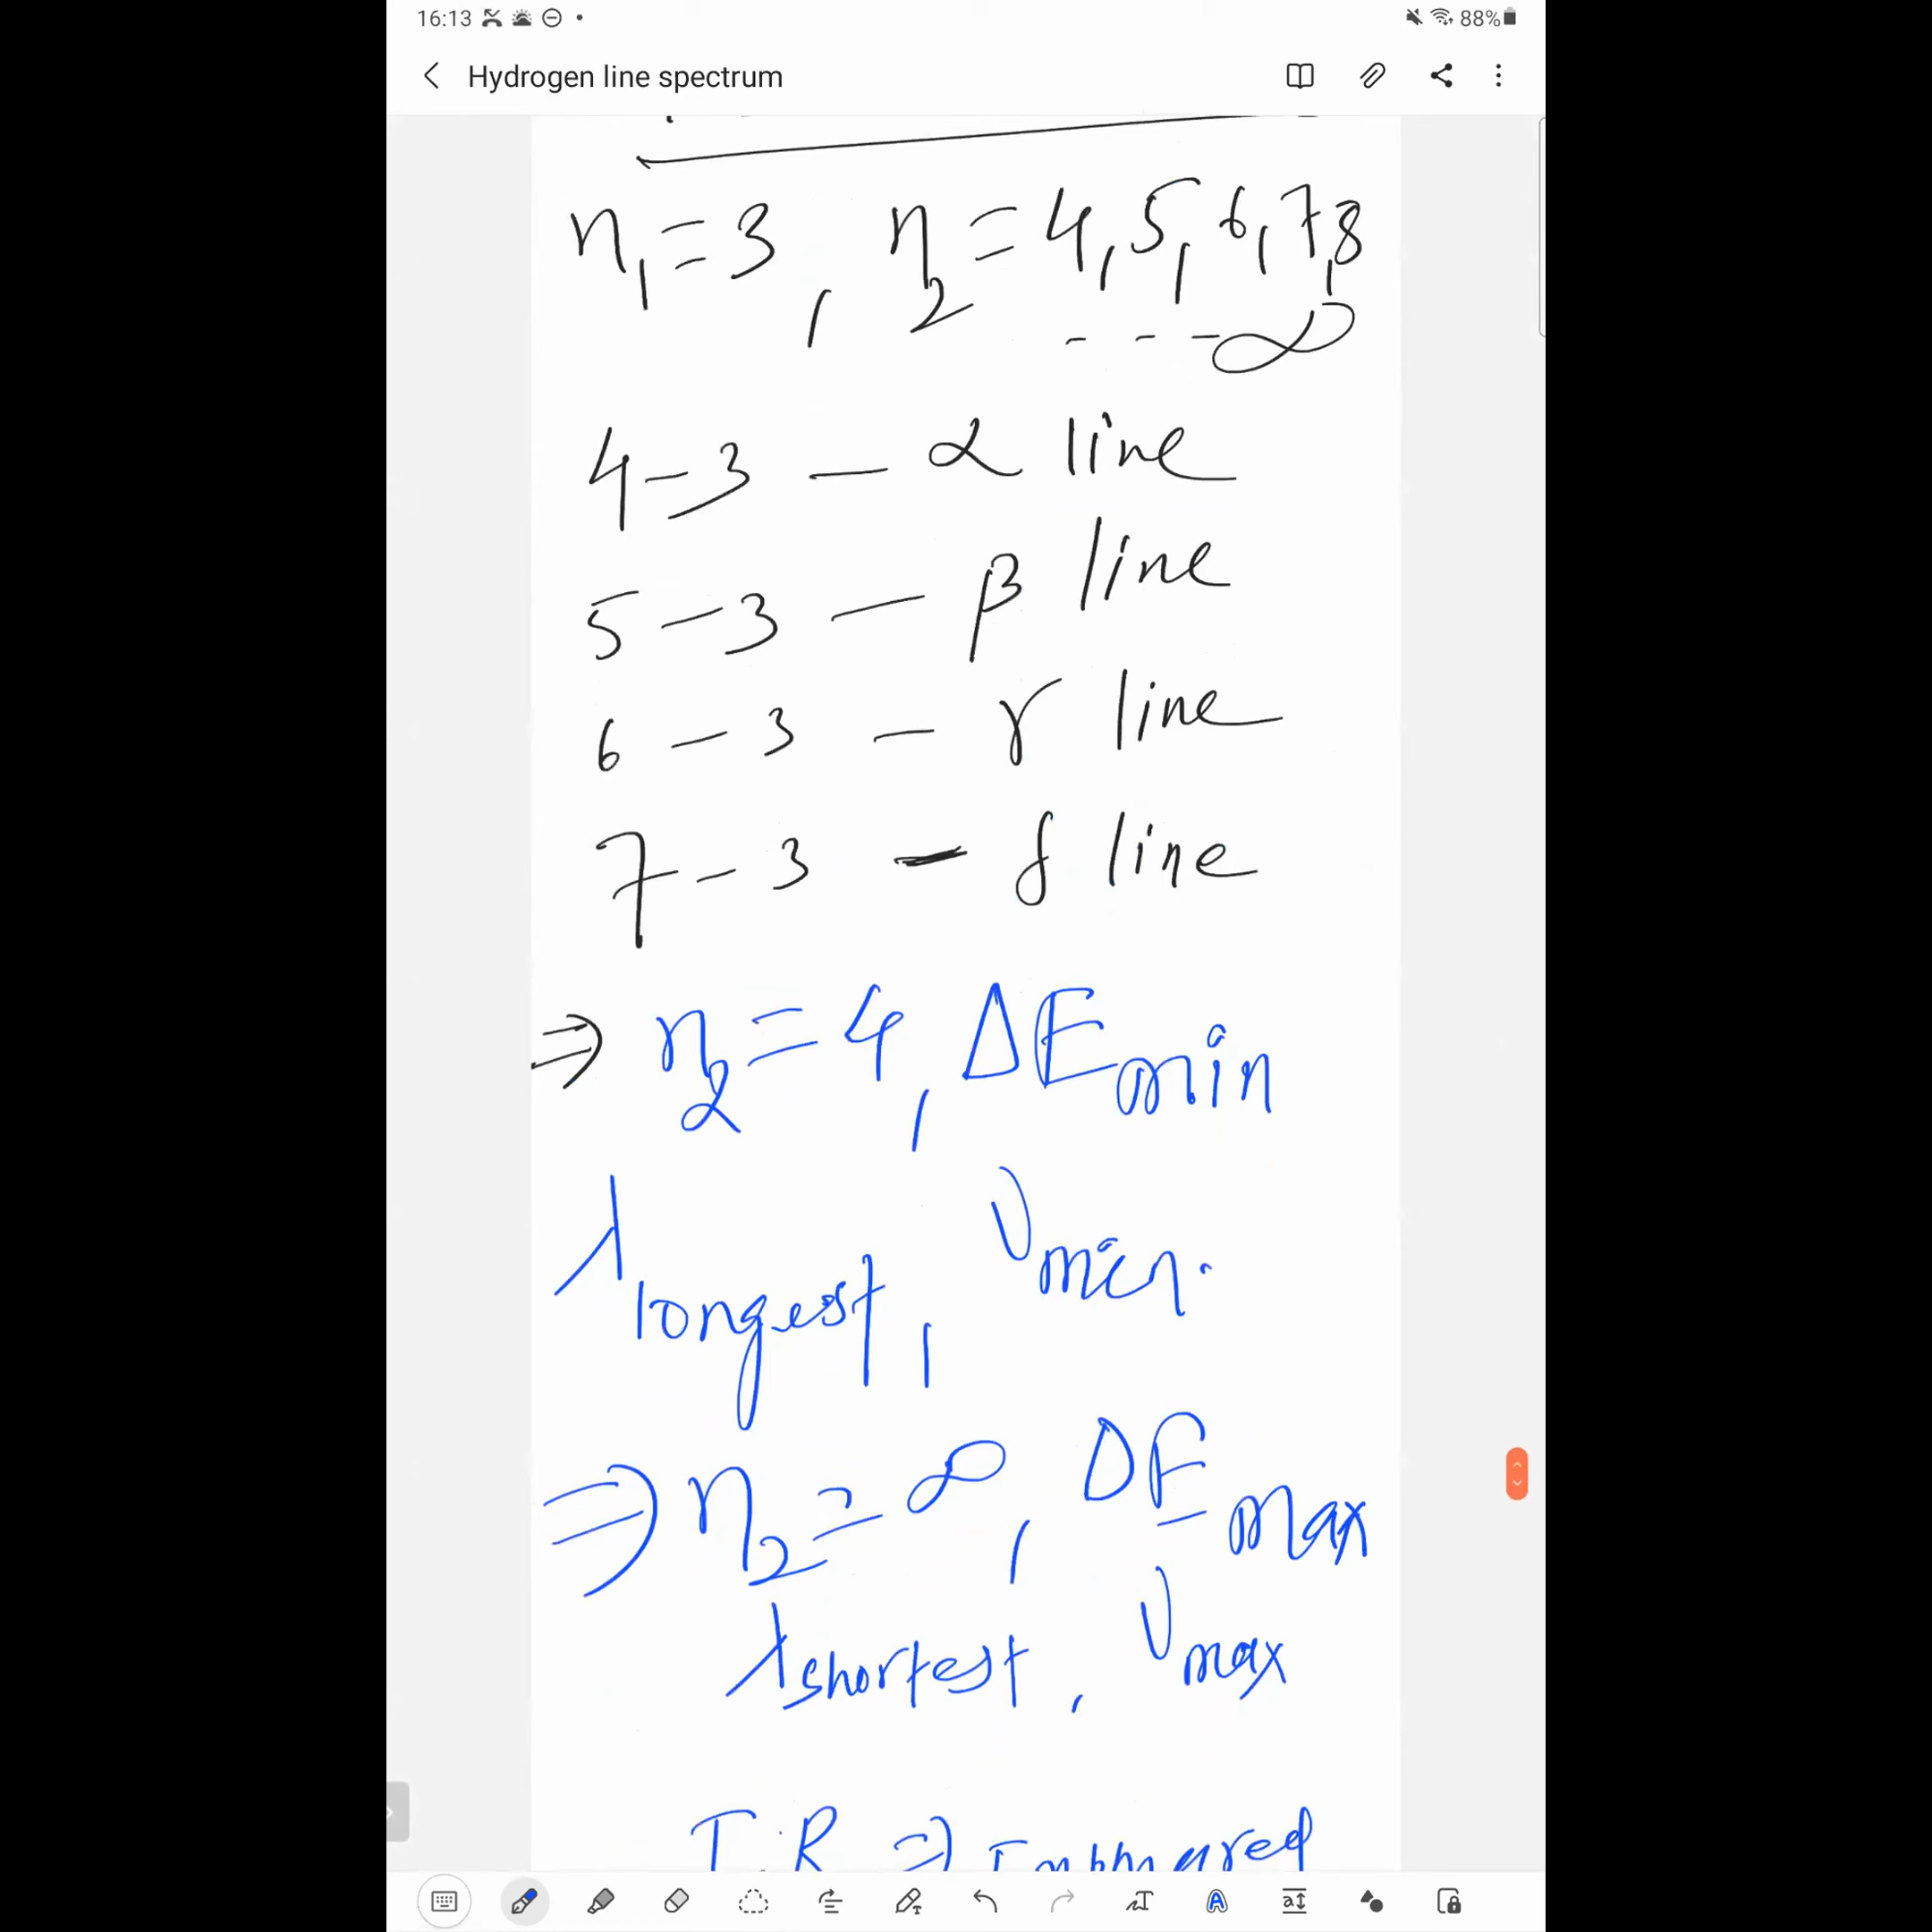 16:13
88%
Hydrogen line spectrum
n₁ = 3, n₂ = 4, 5, 6, 7, 8
- - - ∞
4 - 3 - α line
5 - 3 - β line
6 - 3 - γ line
7 - 3 - δ line
⇒ n₂ = 4, ΔEmin
λlongest, νmin.
⇒ n₂ = ∞, ΔEmax
λshortest, νmax
I.R ⇒